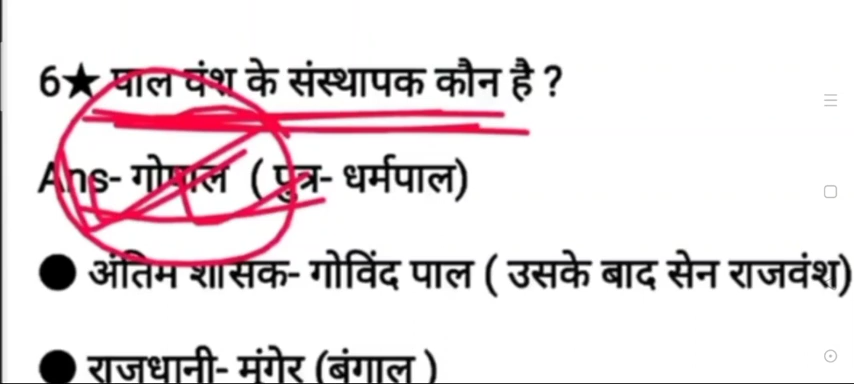 6★ पाल वंश के संस्थापक कौन है ?
Ans- गोपाल ( पुत्र- धर्मपाल)
● अंतिम शासक- गोविंद पाल ( उसके बाद सेन राजवंश)
● राजधानी- मुंगेर (बंगाल )